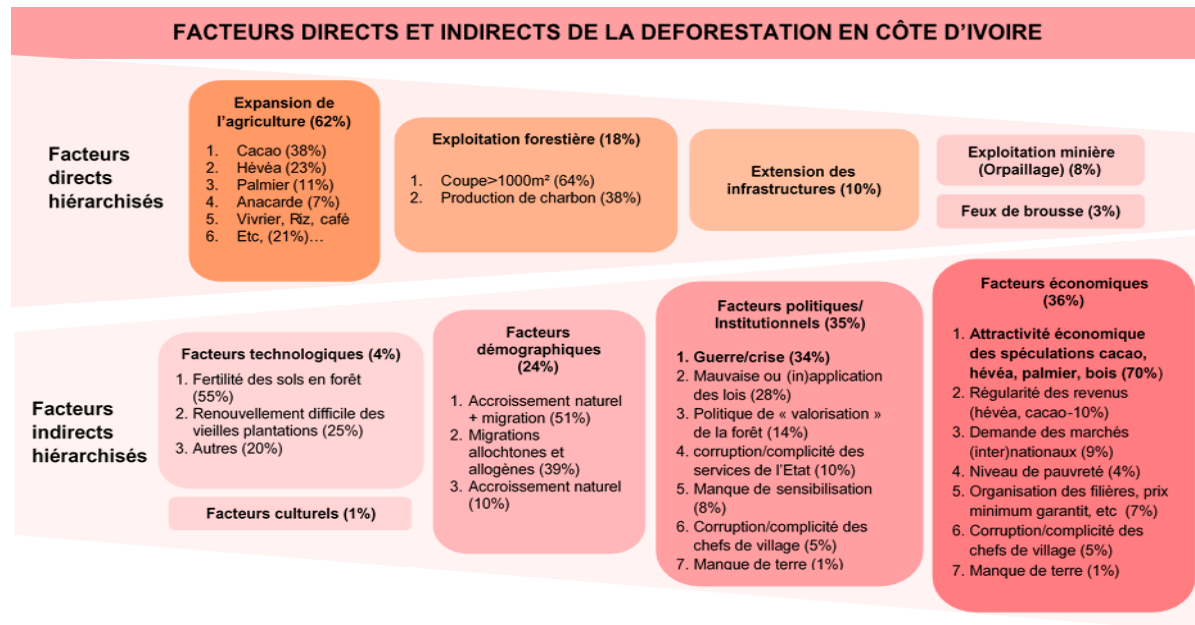 FACTEURS DIRECTS ET INDIRECTS DE LA DEFORESTATION EN CÔTE D'IVOIRE
Facteurs
directs
hiérarchisés
Expansion de
l'agriculture (62%)
1. Cacao (38%)
2. Hévéa (23%)
3. Palmier (11%)
4. Anacarde (7%)
5. Vivrier, Riz, café
6. Etc, (21%)…
Exploitation forestière (18%)
1. Coupe>1000m² (64%)
2. Production de charbon (38%)
Extension des
infrastructures (10%)
Exploitation minière
(Orpaillage) (8%)
Feux de brousse (3%)
Facteurs
indirects
hiérarchisés
Facteurs technologiques (4%)
1. Fertilité des sols en forêt
(55%)
2. Renouvellement difficile des
vieilles plantations (25%)
3. Autres (20%)
Facteurs culturels (1%)
Facteurs
démographiques
(24%)
1. Accroissement naturel
+ migration (51%)
2. Migrations
allochtones et
allogènes (39%)
3. Accroissement naturel
(10%)
Facteurs politiques/
Institutionnels (35%)
1. Guerre/crise (34%)
2. Mauvaise ou (in)application
des lois (28%)
3. Politique de « valorisation »
de la forêt (14%)
4. corruption/complicité des
services de l'Etat (10%)
5. Manque de sensibilisation
(8%)
6. Corruption/complicité des
chefs de village (5%)
7. Manque de terre (1%)
Facteurs économiques
(36%)
1. Attractivité économique
des spéculations cacao,
hévéa, palmier, bois (70%)
2. Régularité des revenus
(hévéa, cacao-10%)
3. Demande des marchés
(inter)nationaux (9%)
4. Niveau de pauvreté (4%)
5. Organisation des filières, prix
minimum garantit, etc (7%)
6. Corruption/complicité des
chefs de village (5%)
7. Manque de terre (1%)